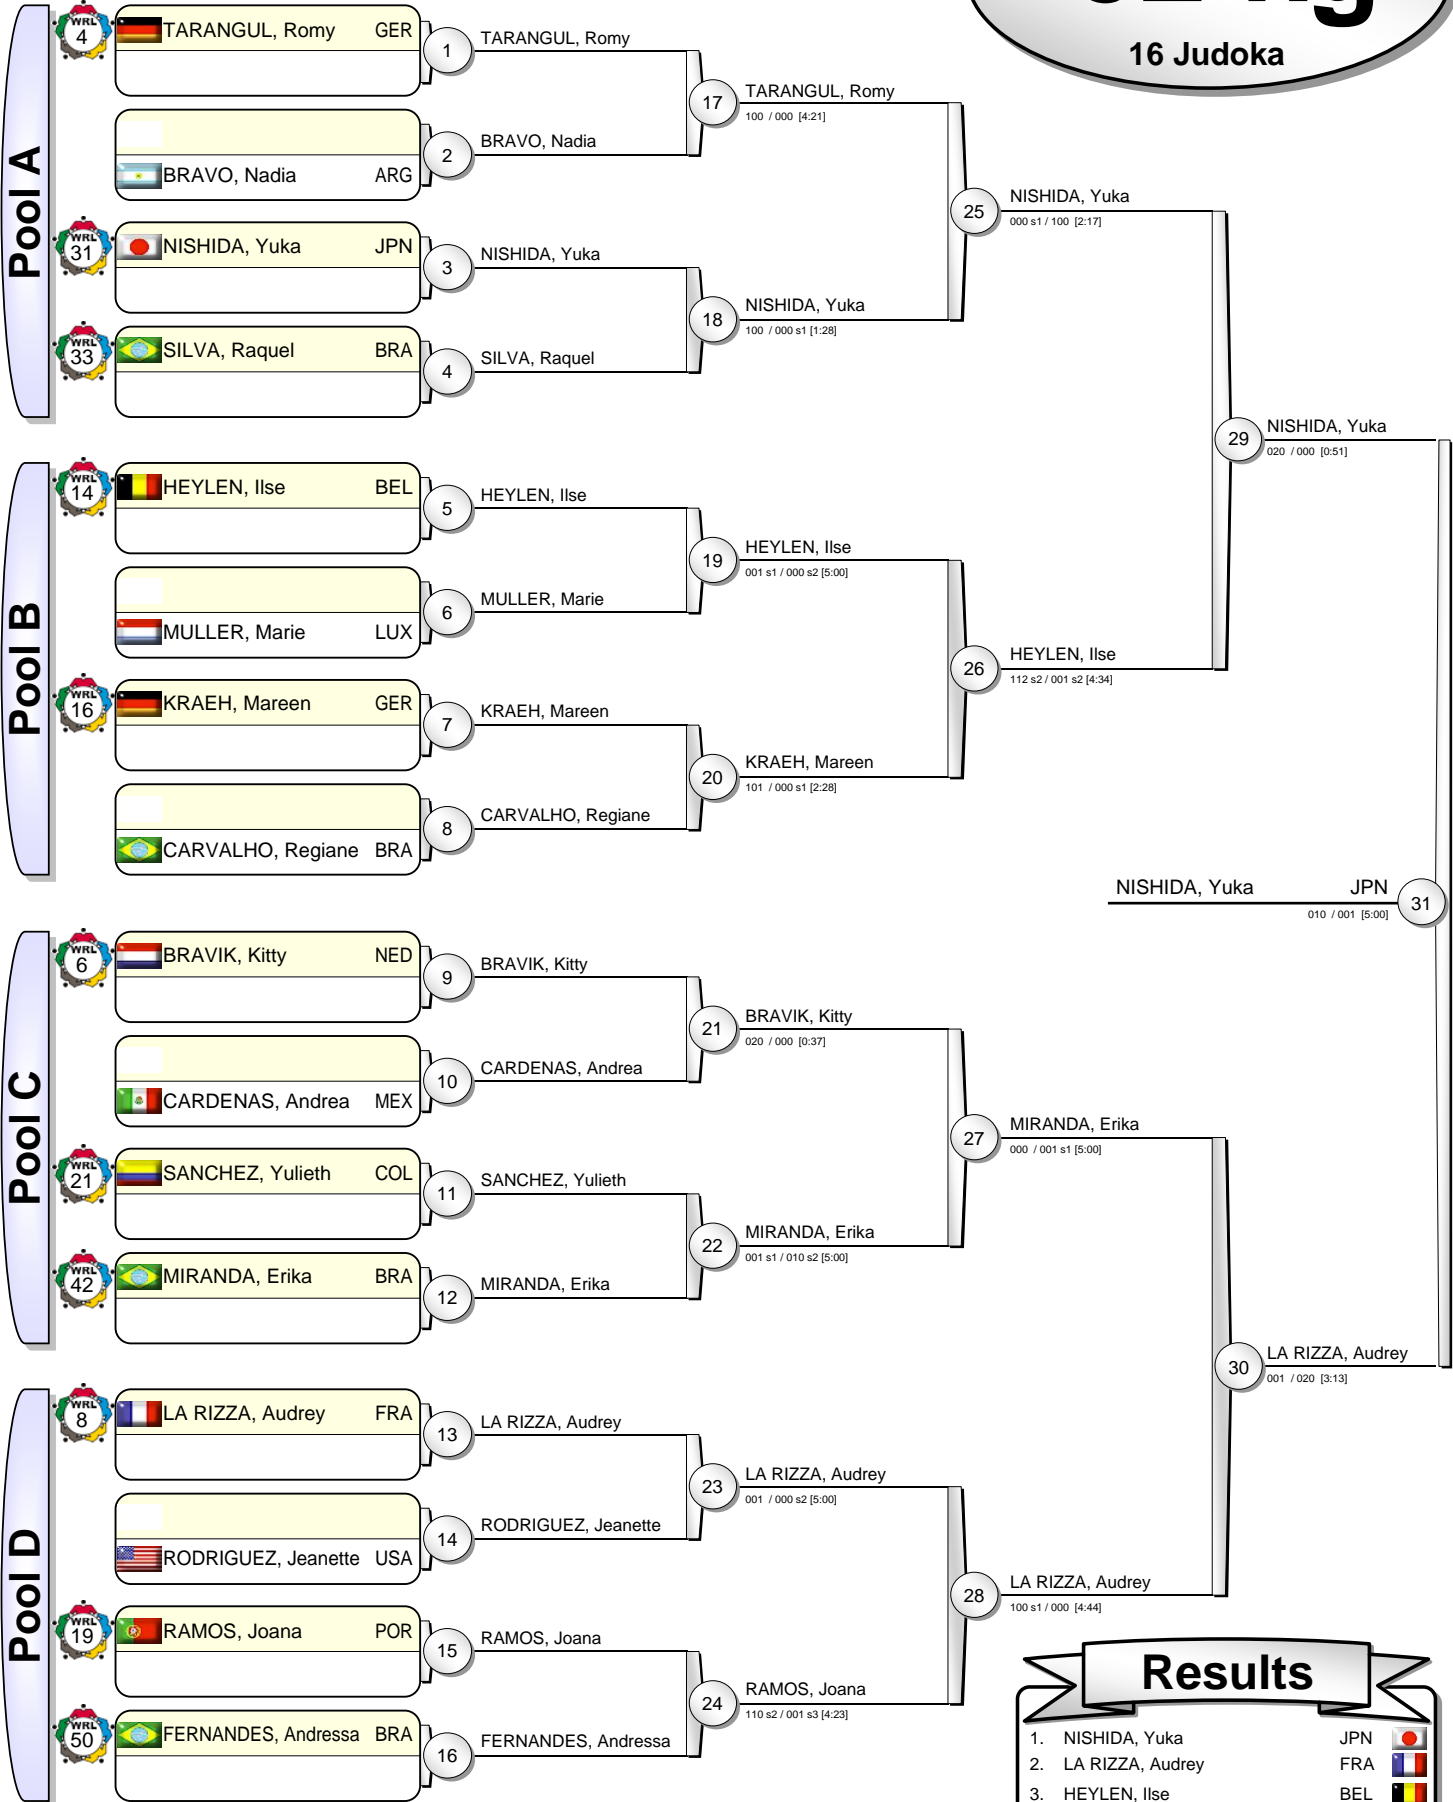 16 Judoka
Pool A
WRL 4
TARANGUL, Romy GER
1
TARANGUL, Romy
BRAVO, Nadia ARG
2
BRAVO, Nadia
17
TARANGUL, Romy
100 / 000 [4:21]
WRL 31
NISHIDA, Yuka JPN
3
NISHIDA, Yuka
WRL 33
SILVA, Raquel BRA
4
SILVA, Raquel
18
NISHIDA, Yuka
100 / 000 s1 [1:28]
25
NISHIDA, Yuka
000 s1 / 100 [2:17]
Pool B
WRL 14
HEYLEN, Ilse BEL
5
HEYLEN, Ilse
MULLER, Marie LUX
6
MULLER, Marie
19
HEYLEN, Ilse
001 s1 / 000 s2 [5:00]
WRL 16
KRAEH, Mareen GER
7
KRAEH, Mareen
CARVALHO, Regiane BRA
8
CARVALHO, Regiane
20
KRAEH, Mareen
101 / 000 s1 [2:28]
26
HEYLEN, Ilse
112 s2 / 001 s2 [4:34]
29
NISHIDA, Yuka
020 / 000 [0:51]
NISHIDA, Yuka JPN
010 / 001 [5:00]
31
Pool C
WRL 6
BRAVIK, Kitty NED
9
BRAVIK, Kitty
CARDENAS, Andrea MEX
10
CARDENAS, Andrea
21
BRAVIK, Kitty
020 / 000 [0:37]
WRL 21
SANCHEZ, Yulieth COL
11
SANCHEZ, Yulieth
WRL 42
MIRANDA, Erika BRA
12
MIRANDA, Erika
22
MIRANDA, Erika
001 s1 / 010 s2 [5:00]
27
MIRANDA, Erika
000 / 001 s1 [5:00]
Pool D
WRL 8
LA RIZZA, Audrey FRA
13
LA RIZZA, Audrey
RODRIGUEZ, Jeanette USA
14
RODRIGUEZ, Jeanette
23
LA RIZZA, Audrey
001 / 000 s2 [5:00]
WRL 19
RAMOS, Joana POR
15
RAMOS, Joana
WRL 50
FERNANDES, Andressa BRA
16
FERNANDES, Andressa
24
RAMOS, Joana
110 s2 / 001 s3 [4:23]
28
LA RIZZA, Audrey
100 s1 / 000 [4:44]
30
LA RIZZA, Audrey
001 / 020 [3:13]
Results
1. NISHIDA, Yuka JPN
2. LA RIZZA, Audrey FRA
3. HEYLEN, Ilse BEL